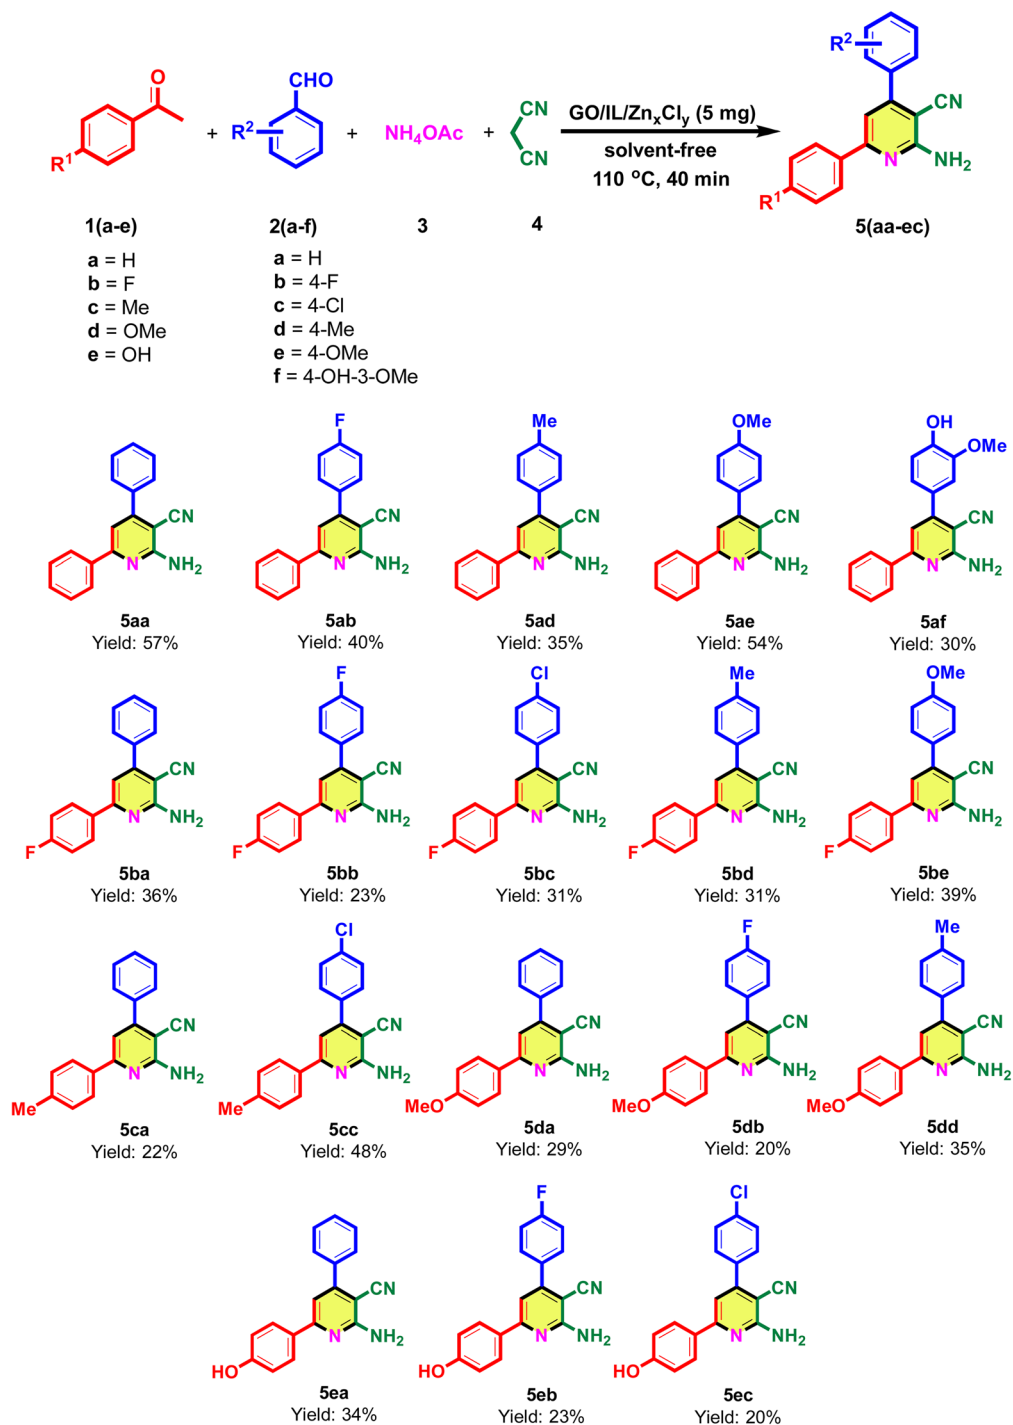 O
R¹
+
CHO
R²
+
NH₄OAc
+
CN
CN
GO/IL/ZnₓClᵧ (5 mg)
solvent-free
110 °C, 40 min
R²
CN
N
NH₂
R¹
1(a-e)
2(a-f)
3
4
5(aa-ec)
a = H
b = F
c = Me
d = OMe
e = OH
a = H
b = 4-F
c = 4-Cl
d = 4-Me
e = 4-OMe
f = 4-OH-3-OMe
CN
N
NH₂
5aa
Yield: 57%
F
CN
N
NH₂
5ab
Yield: 40%
Me
CN
N
NH₂
5ad
Yield: 35%
OMe
CN
N
NH₂
5ae
Yield: 54%
OH
OMe
CN
N
NH₂
5af
Yield: 30%
CN
N
NH₂
F
5ba
Yield: 36%
F
CN
N
NH₂
F
5bb
Yield: 23%
Cl
CN
N
NH₂
F
5bc
Yield: 31%
Me
CN
N
NH₂
F
5bd
Yield: 31%
OMe
CN
N
NH₂
F
5be
Yield: 39%
CN
N
NH₂
Me
5ca
Yield: 22%
Cl
CN
N
NH₂
Me
5cc
Yield: 48%
CN
N
NH₂
MeO
5da
Yield: 29%
F
CN
N
NH₂
MeO
5db
Yield: 20%
Me
CN
N
NH₂
MeO
5dd
Yield: 35%
CN
N
NH₂
HO
5ea
Yield: 34%
F
CN
N
NH₂
HO
5eb
Yield: 23%
Cl
CN
N
NH₂
HO
5ec
Yield: 20%